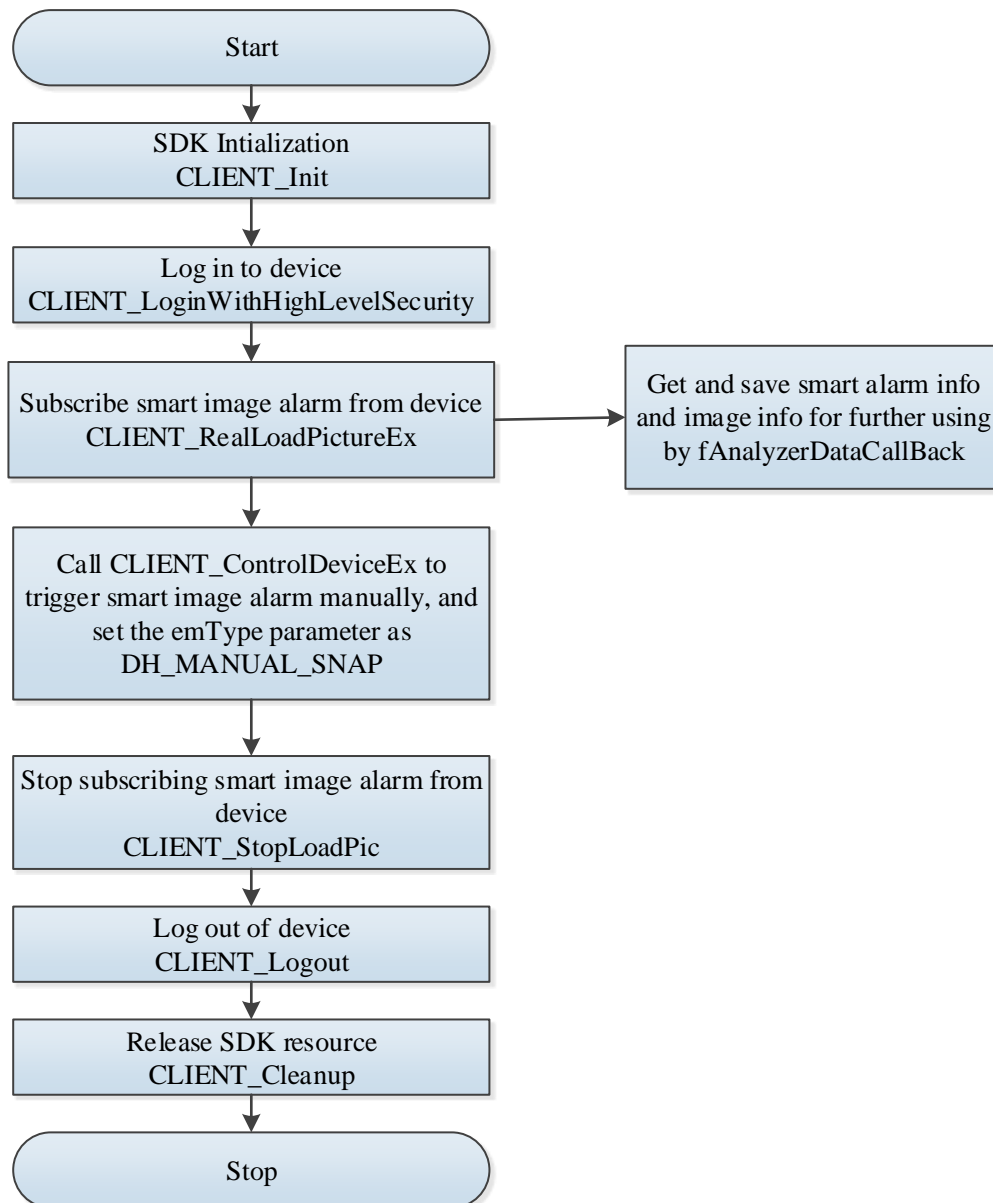 Start
SDK Intialization
CLIENT_Init
Log in to device
CLIENT_LoginWithHighLevelSecurity
Subscribe smart image alarm from device
CLIENT_RealLoadPictureEx
Get and save smart alarm info
and image info for further using
by fAnalyzerDataCallBack
Call CLIENT_ControlDeviceEx to
trigger smart image alarm manually, and
set the emType parameter as
DH_MANUAL_SNAP
Stop subscribing smart image alarm from
device
CLIENT_StopLoadPic
Log out of device
CLIENT_Logout
Release SDK resource
CLIENT_Cleanup
Stop